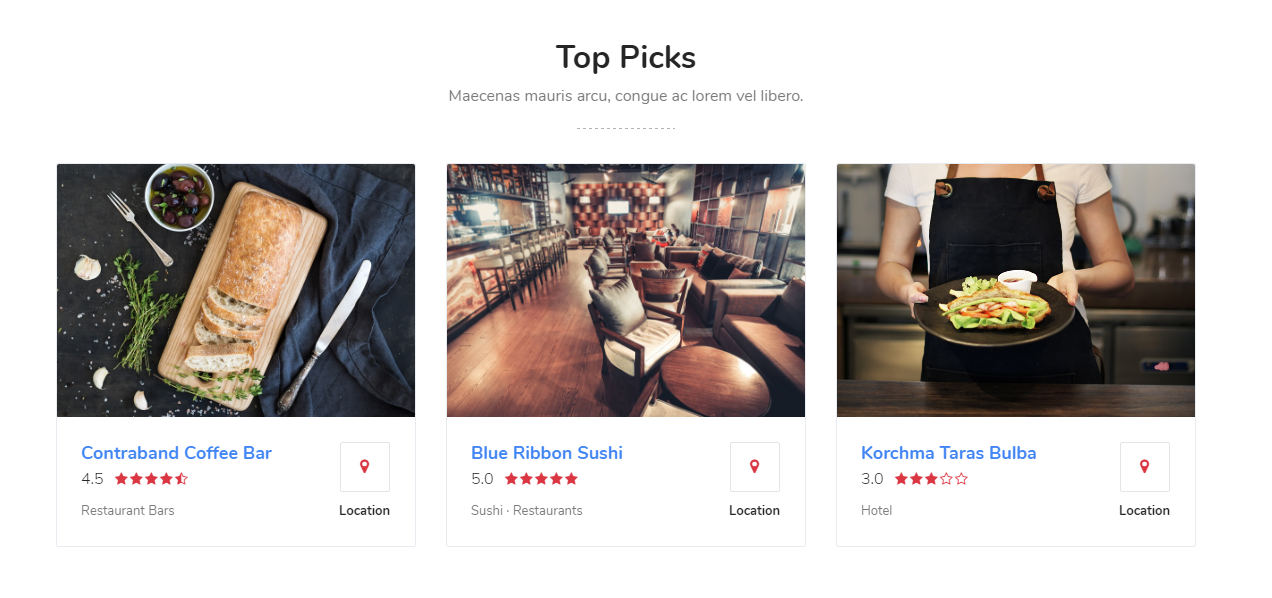 Top Picks
Maecenas mauris arcu, congue ac lorem vel libero.
Contraband Coffee Bar
4.5
Restaurant Bars
Location
Blue Ribbon Sushi
5.0
Sushi · Restaurants
Location
Korchma Taras Bulba
3.0
Hotel
Location